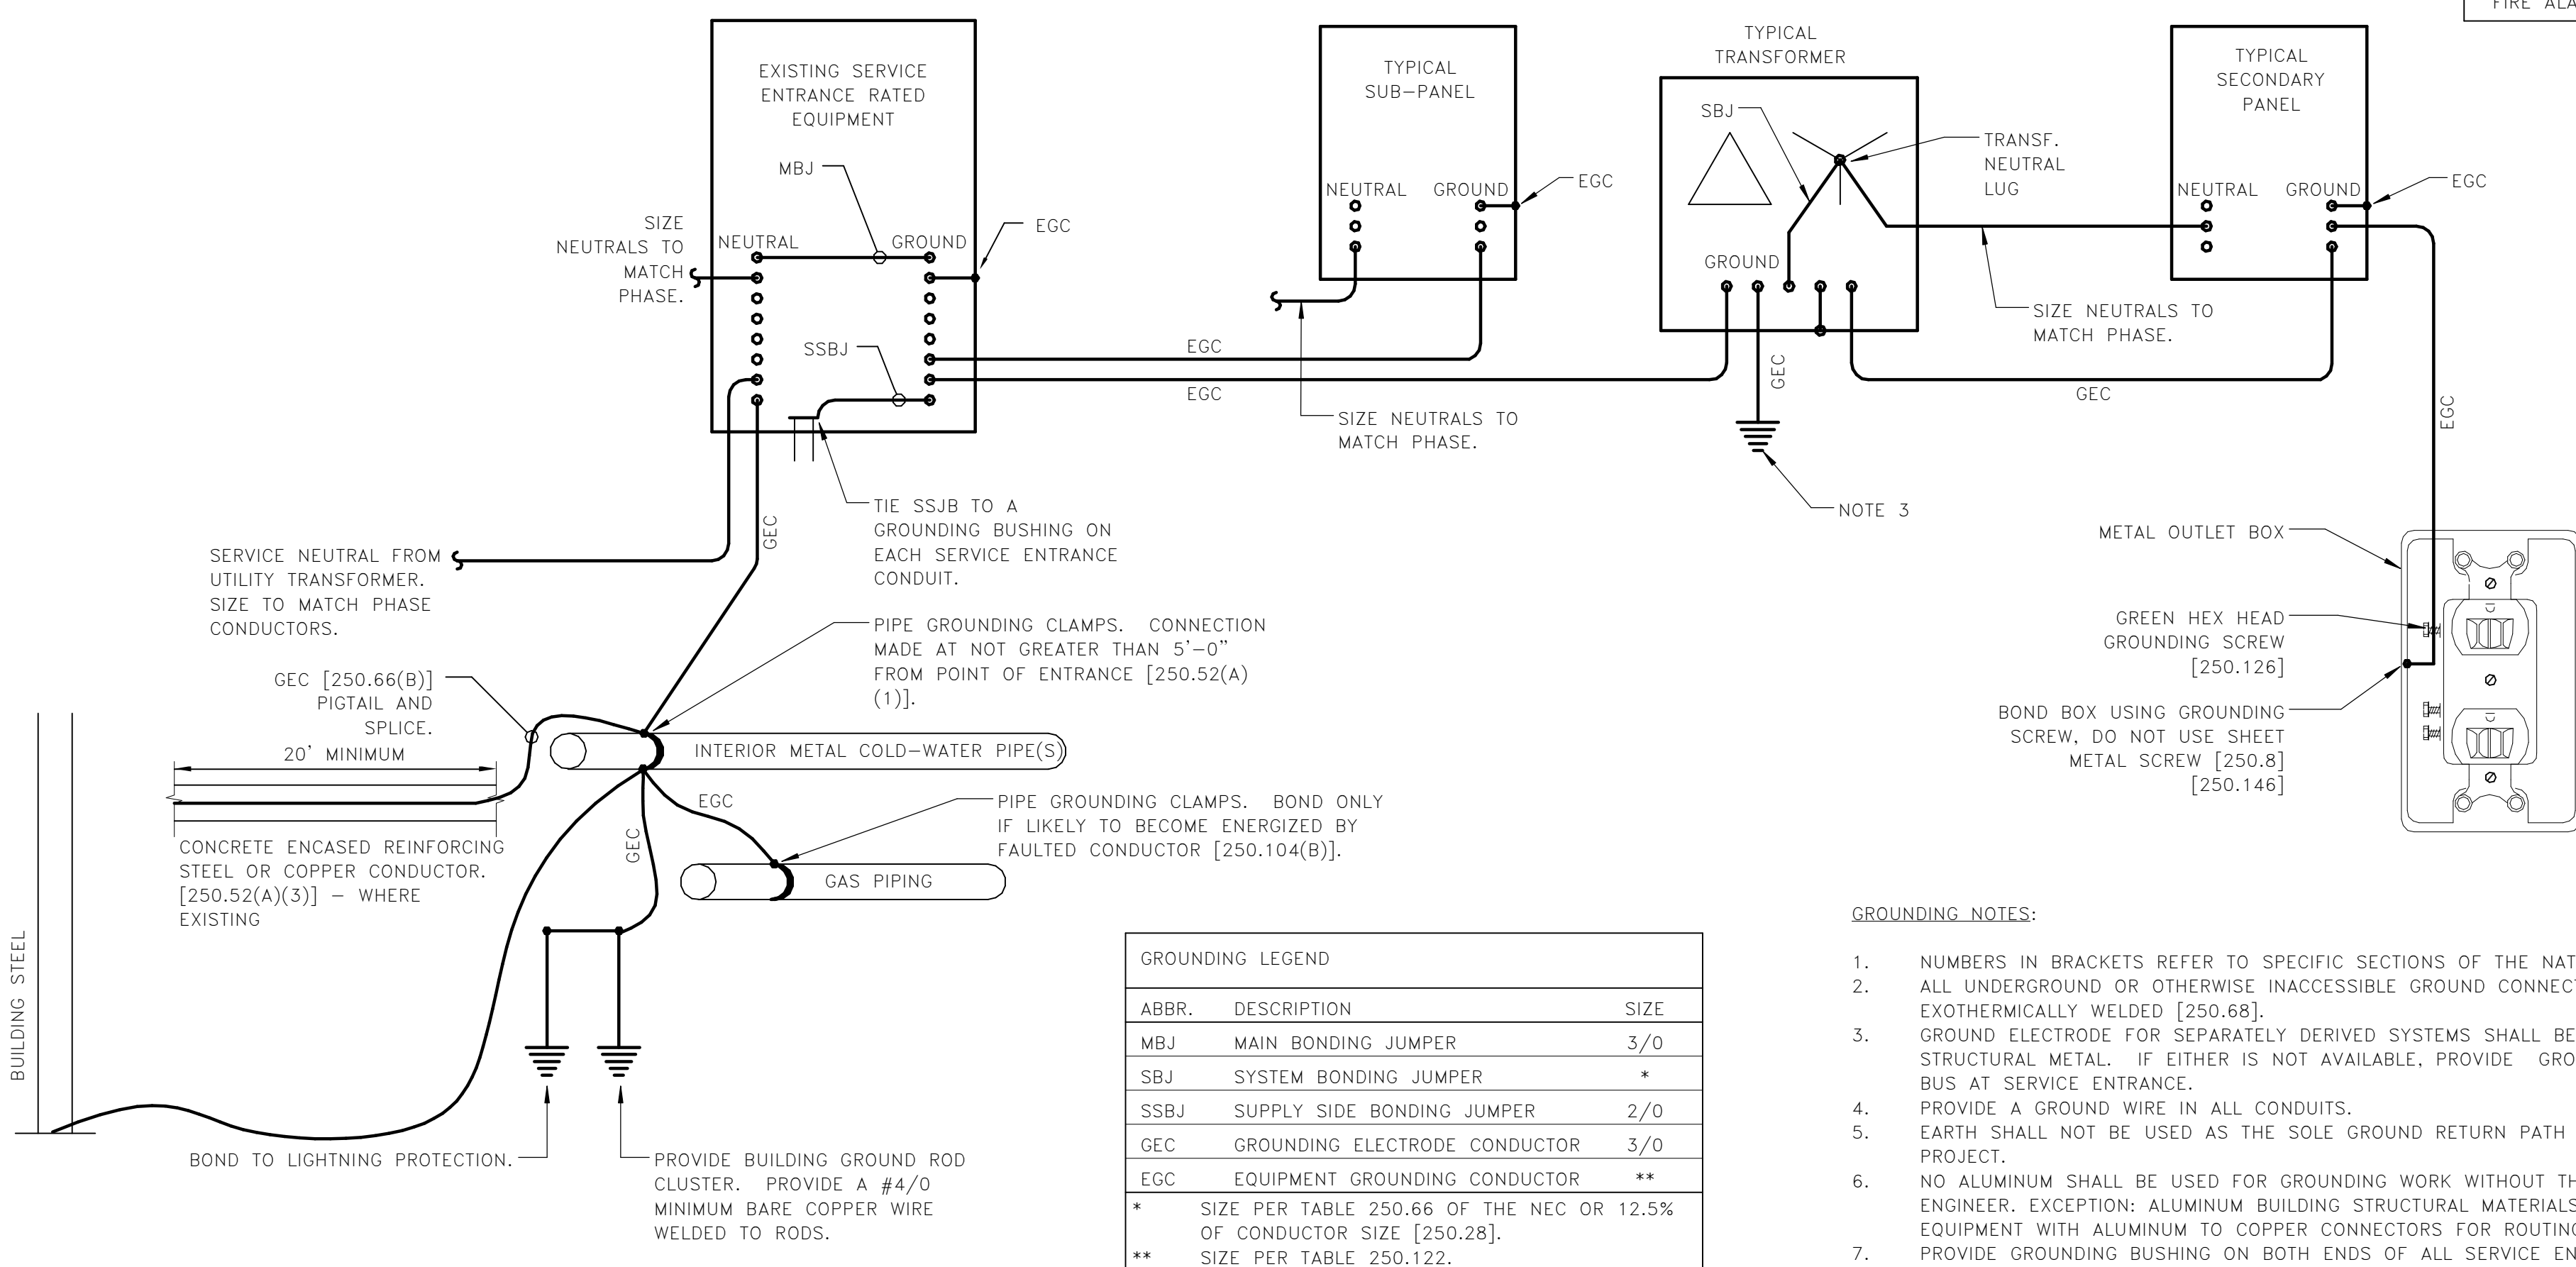 FIRE ALA
EXISTING SERVICE
ENTRANCE RATED
EQUIPMENT
MBJ
SIZE
NEUTRALS TO
MATCH
PHASE.
NEUTRAL
GROUND
EGC
SSBJ
TYPICAL
SUB-PANEL
NEUTRAL
GROUND
EGC
EGC
EGC
SIZE NEUTRALS TO
MATCH PHASE.
TYPICAL
TRANSFORMER
SBJ
TRANSF.
NEUTRAL
LUG
GROUND
GEC
NOTE 3
TYPICAL
SECONDARY
PANEL
NEUTRAL
GROUND
EGC
SIZE NEUTRALS TO
MATCH PHASE.
GEC
EGC
TIE SSJB TO A
GROUNDING BUSHING ON
EACH SERVICE ENTRANCE
CONDUIT.
GEC
SERVICE NEUTRAL FROM
UTILITY TRANSFORMER.
SIZE TO MATCH PHASE
CONDUCTORS.
PIPE GROUNDING CLAMPS. CONNECTION
MADE AT NOT GREATER THAN 5'-0"
FROM POINT OF ENTRANCE [250.52(A)
(1)].
GEC [250.66(B)]
PIGTAIL AND
SPLICE.
20' MINIMUM
INTERIOR METAL COLD-WATER PIPE(S)
EGC
GEC
PIPE GROUNDING CLAMPS. BOND ONLY
IF LIKELY TO BECOME ENERGIZED BY
FAULTED CONDUCTOR [250.104(B)].
GAS PIPING
CONCRETE ENCASED REINFORCING
STEEL OR COPPER CONDUCTOR.
[250.52(A)(3)] - WHERE
EXISTING
BUILDING STEEL
BOND TO LIGHTNING PROTECTION.
PROVIDE BUILDING GROUND ROD
CLUSTER. PROVIDE A #4/0
MINIMUM BARE COPPER WIRE
WELDED TO RODS.
METAL OUTLET BOX
GREEN HEX HEAD
GROUNDING SCREW
[250.126]
BOND BOX USING GROUNDING
SCREW, DO NOT USE SHEET
METAL SCREW [250.8]
[250.146]
GROUNDING LEGEND
ABBR. DESCRIPTION SIZE
MBJ MAIN BONDING JUMPER 3/0
SBJ SYSTEM BONDING JUMPER *
SSBJ SUPPLY SIDE BONDING JUMPER 2/0
GEC GROUNDING ELECTRODE CONDUCTOR 3/0
EGC EQUIPMENT GROUNDING CONDUCTOR **
* SIZE PER TABLE 250.66 OF THE NEC OR 12.5%
OF CONDUCTOR SIZE [250.28].
** SIZE PER TABLE 250.122.
GROUNDING NOTES:
1. NUMBERS IN BRACKETS REFER TO SPECIFIC SECTIONS OF THE NAT
2. ALL UNDERGROUND OR OTHERWISE INACCESSIBLE GROUND CONNECT
EXOTHERMICALLY WELDED [250.68].
3. GROUND ELECTRODE FOR SEPARATELY DERIVED SYSTEMS SHALL BE
STRUCTURAL METAL. IF EITHER IS NOT AVAILABLE, PROVIDE GRO
BUS AT SERVICE ENTRANCE.
4. PROVIDE A GROUND WIRE IN ALL CONDUITS.
5. EARTH SHALL NOT BE USED AS THE SOLE GROUND RETURN PATH
PROJECT.
6. NO ALUMINUM SHALL BE USED FOR GROUNDING WORK WITHOUT TH
ENGINEER. EXCEPTION: ALUMINUM BUILDING STRUCTURAL MATERIALS
EQUIPMENT WITH ALUMINUM TO COPPER CONNECTORS FOR ROUTING
7. PROVIDE GROUNDING BUSHING ON BOTH ENDS OF ALL SERVICE EN